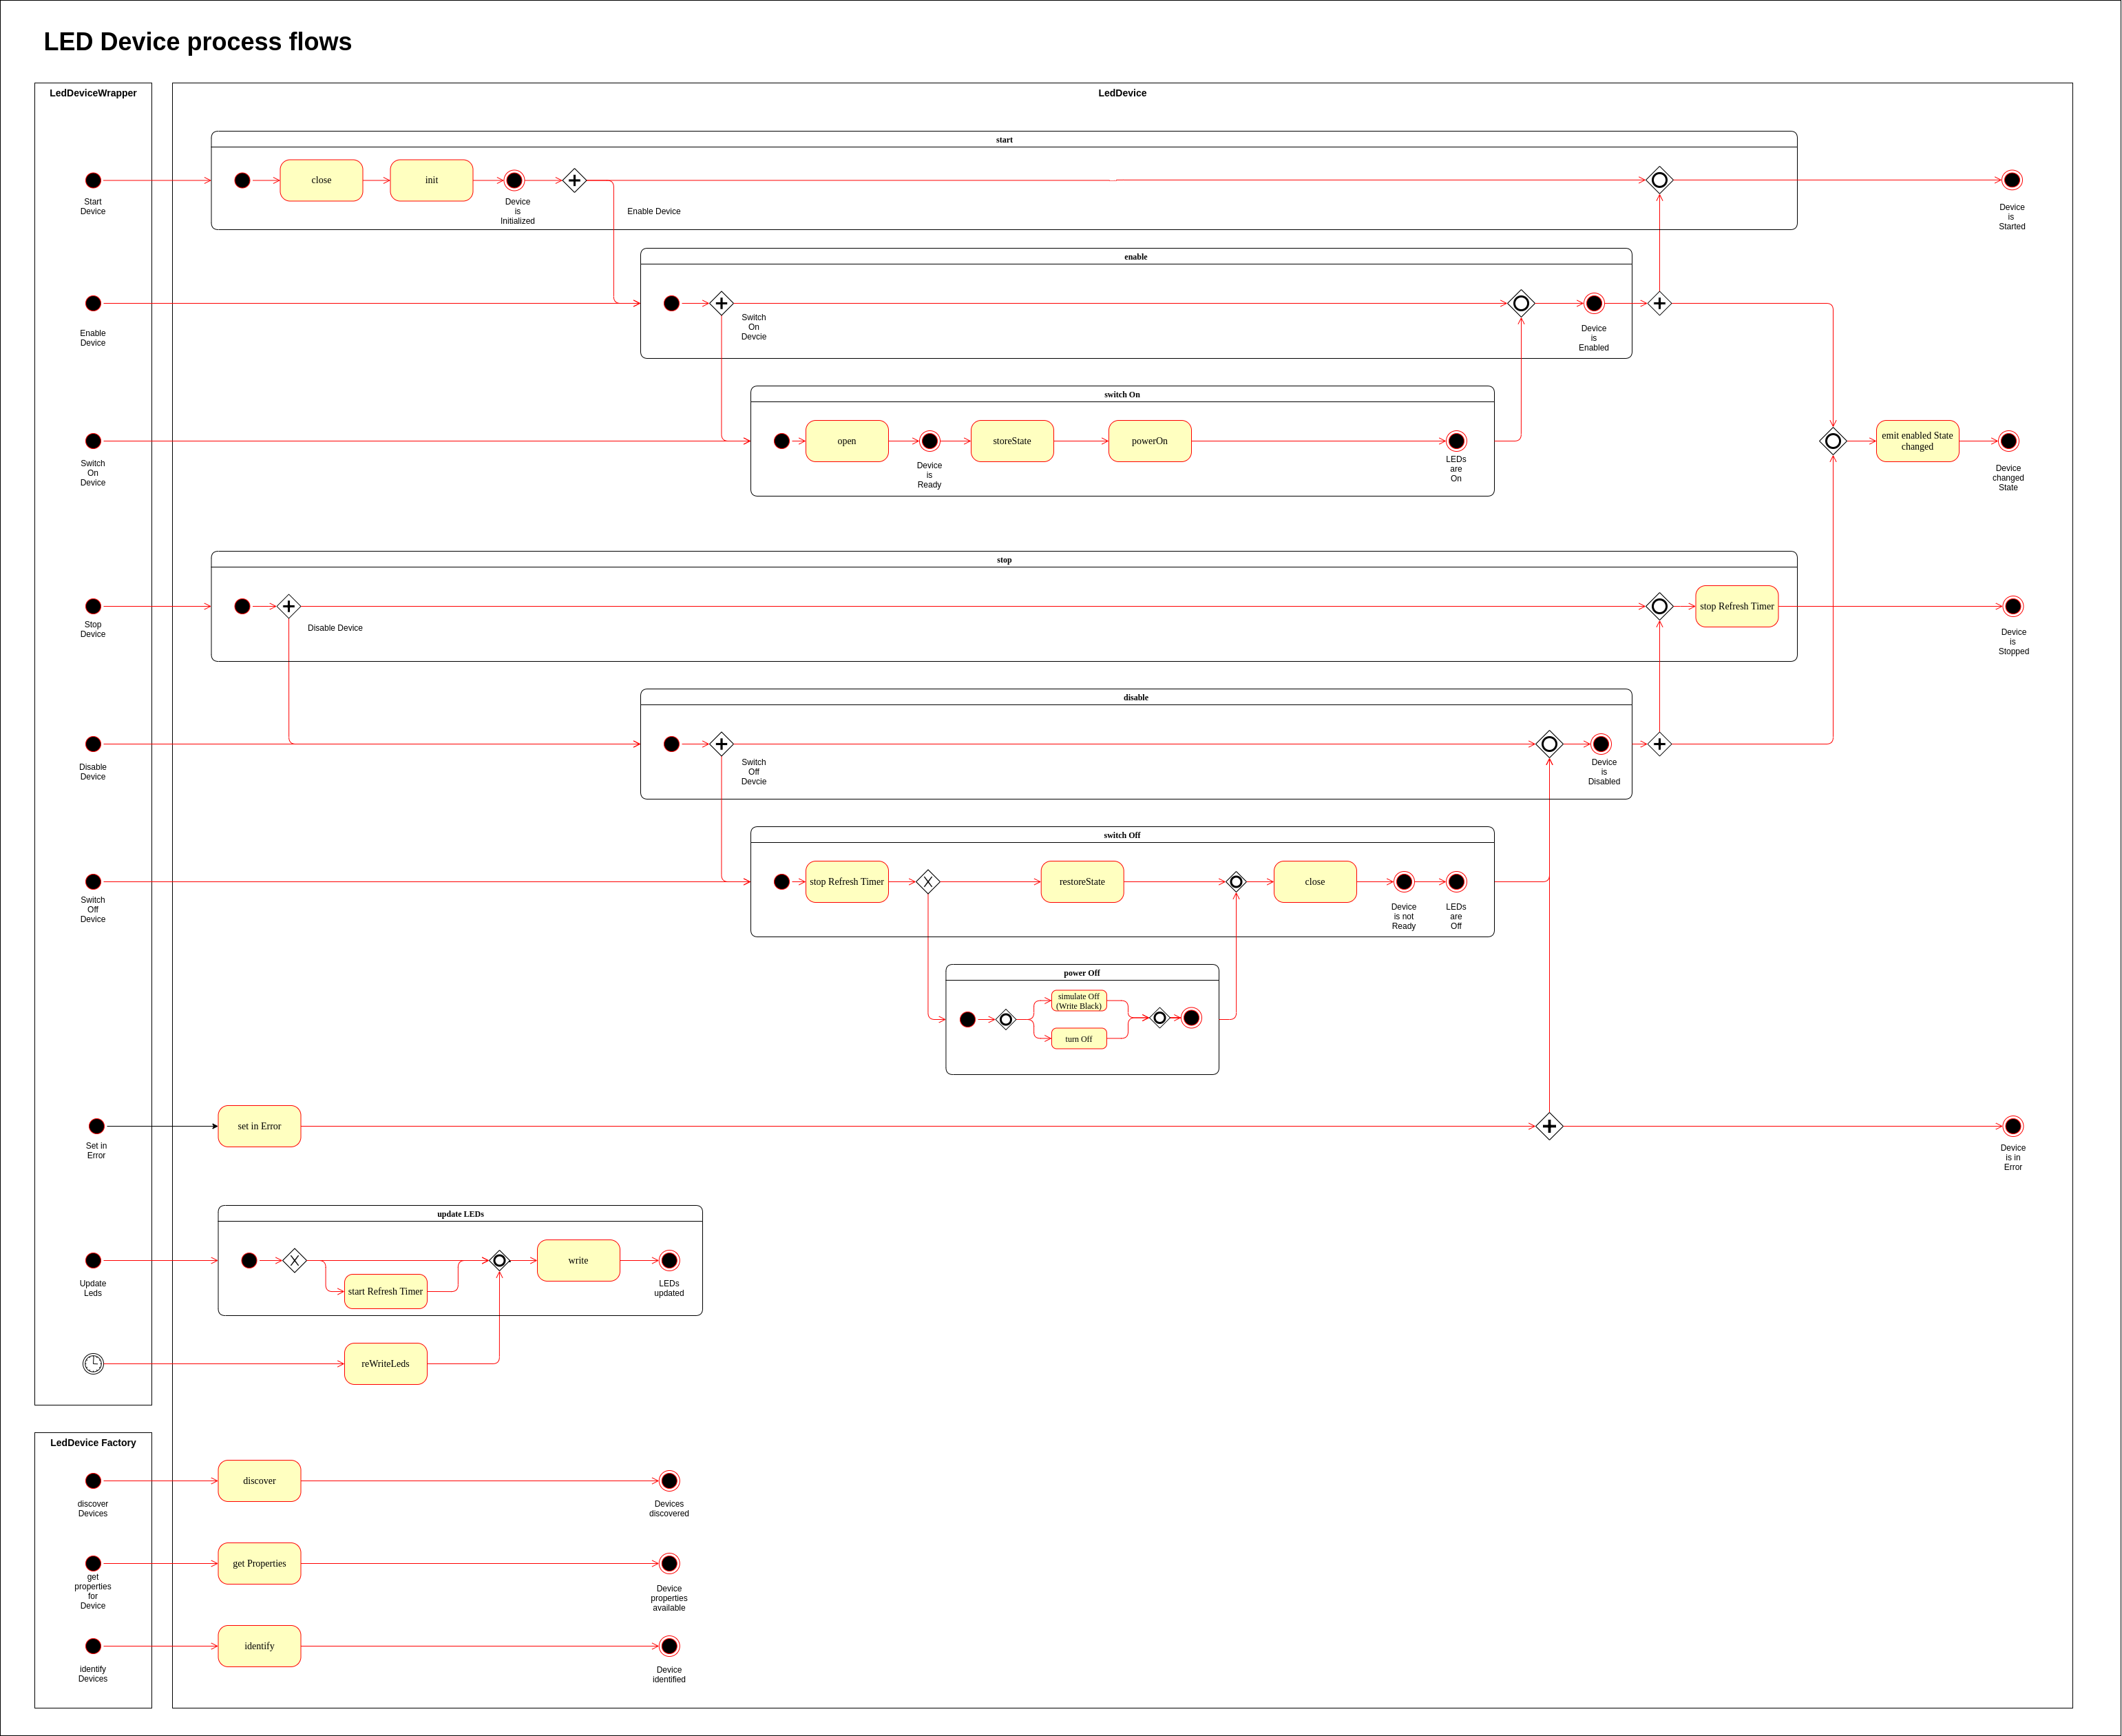 LED Device process flows
LedDeviceWrapper
LedDevice
start
close
init
Start
Device
Device
is
Initialized
Enable Device
Device
is
Started
enable
Enable
Device
Switch
On
Devcie
Device
is
Enabled
switch On
open
storeState
powerOn
Switch
On
Device
Device
is
Ready
LEDs
are
On
emit enabled State
changed
Device
changed
State
stop
stop Refresh Timer
Stop
Device
Disable Device
Device
is
Stopped
disable
Disable
Device
Switch
Off
Devcie
Device
is
Disabled
switch Off
stop Refresh Timer
restoreState
close
Switch
Off
Device
Device
is not
Ready
LEDs
are
Off
power Off
simulate Off
(Write Black)
turn Off
set in Error
Set in
Error
Device
is in
Error
update LEDs
write
start Refresh Timer
Update
Leds
LEDs
updated
reWriteLeds
LedDevice Factory
discover
discover
Devices
Devices
discovered
get Properties
get
properties
for
Device
Device
properties
available
identify
identify
Devices
Device
identified